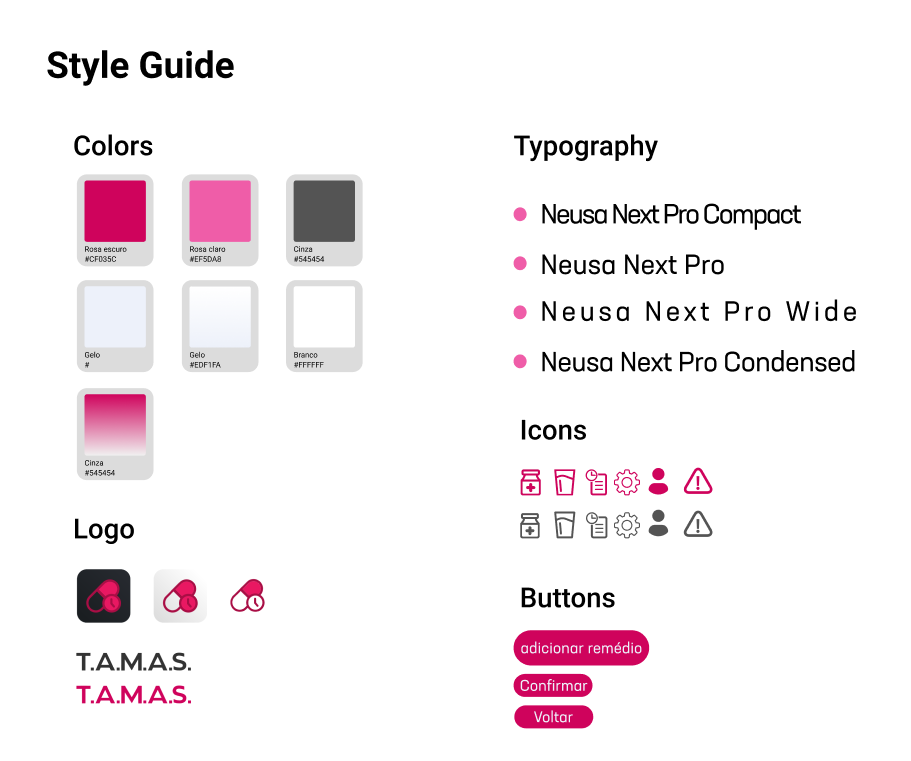 Style Guide
Colors
Rosa escuro
#CF035C
Rosa claro
#EF5DA8
Cinza
#545454
Gelo
#
Gelo
#EDF1FA
Branco
#FFFFFF
Cinza
#545454
Logo
T.A.M.A.S.
T.A.M.A.S.
Typography
Neusa Next Pro Compact
Neusa Next Pro
Neusa Next Pro Wide
Neusa Next Pro Condensed
Icons
Buttons
adicionar remédio
Confirmar
Voltar